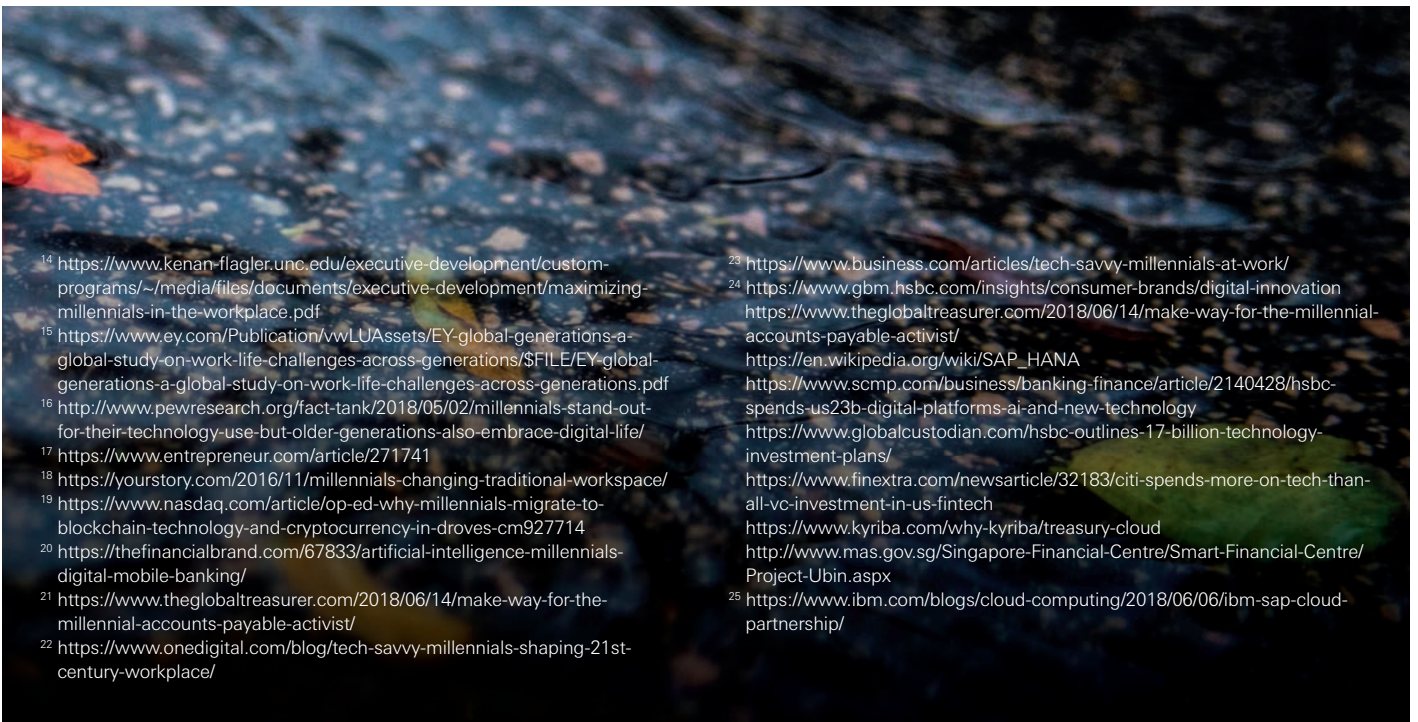 14 https://www.kenan-flagler.unc.edu/executive-development/custom-
programs/~/media/files/documents/executive-development/maximizing-
millennials-in-the-workplace.pdf
15 https://www.ey.com/Publication/vwLUAssets/EY-global-generations-a-
global-study-on-work-life-challenges-across-generations/$FILE/EY-global-
generations-a-global-study-on-work-life-challenges-across-generations.pdf
16 http://www.pewresearch.org/fact-tank/2018/05/02/millennials-stand-out-
for-their-technology-use-but-older-generations-also-embrace-digital-life/
17 https://www.entrepreneur.com/article/271741
18 https://yourstory.com/2016/11/millennials-changing-traditional-workspace/
19 https://www.nasdaq.com/article/op-ed-why-millennials-migrate-to-
blockchain-technology-and-cryptocurrency-in-droves-cm927714
20 https://thefinancialbrand.com/67833/artificial-intelligence-millennials-
digital-mobile-banking/
21 https://www.theglobaltreasurer.com/2018/06/14/make-way-for-the-
millennial-accounts-payable-activist/
22 https://www.onedigital.com/blog/tech-savvy-millennials-shaping-21st-
century-workplace/
23 https://www.business.com/articles/tech-savvy-millennials-at-work/
24 https://www.gbm.hsbc.com/insights/consumer-brands/digital-innovation
https://www.theglobaltreasurer.com/2018/06/14/make-way-for-the-millennial-
accounts-payable-activist/
https://en.wikipedia.org/wiki/SAP_HANA
https://www.scmp.com/business/banking-finance/article/2140428/hsbc-
spends-us23b-digital-platforms-ai-and-new-technology
https://www.globalcustodian.com/hsbc-outlines-17-billion-technology-
investment-plans/
https://www.finextra.com/newsarticle/32183/citi-spends-more-on-tech-than-
all-vc-investment-in-us-fintech
https://www.kyriba.com/why-kyriba/treasury-cloud
http://www.mas.gov.sg/Singapore-Financial-Centre/Smart-Financial-Centre/
Project-Ubin.aspx
25 https://www.ibm.com/blogs/cloud-computing/2018/06/06/ibm-sap-cloud-
partnership/